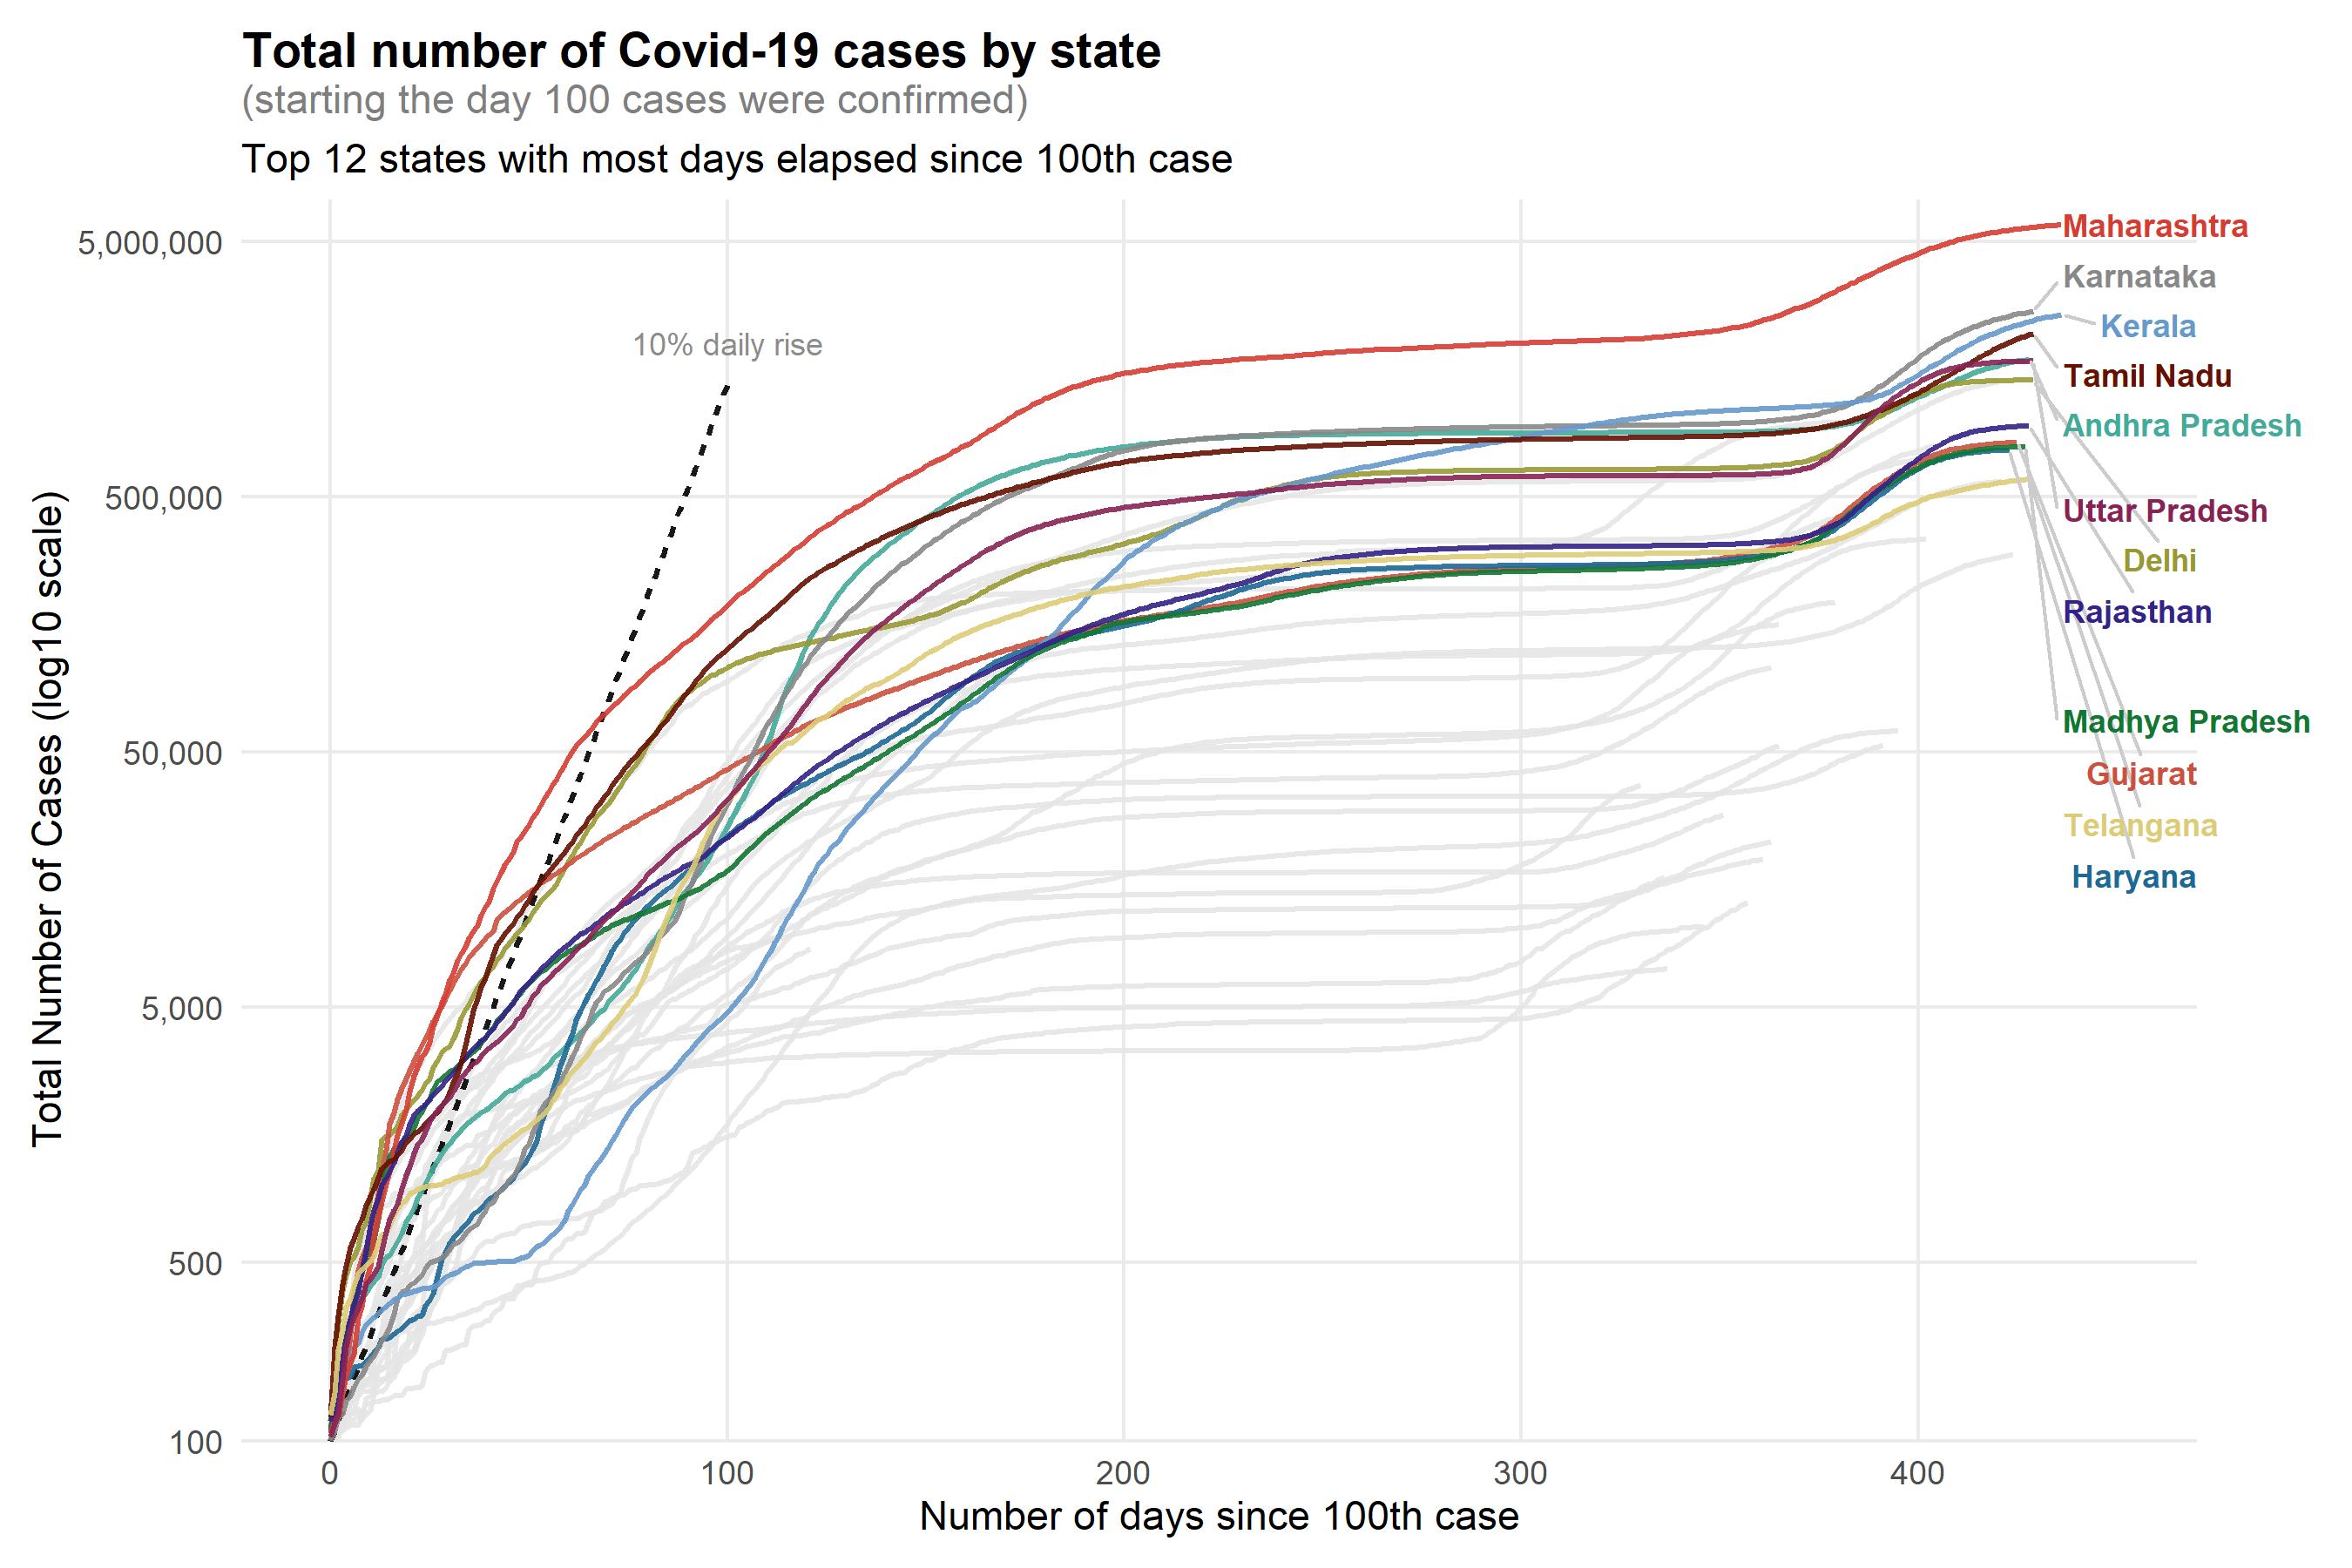 Total number of Covid-19 cases by state
(starting the day 100 cases were confirmed)
Top 12 states with most days elapsed since 100th case
Total Number of Cases (log10 scale)
5,000,000
500,000
50,000
5,000
500
100
10% daily rise
Maharashtra
Karnataka
Kerala
Tamil Nadu
Andhra Pradesh
Uttar Pradesh
Delhi
Rajasthan
Madhya Pradesh
Gujarat
Telangana
Haryana
0 100 200 300 400
Number of days since 100th case